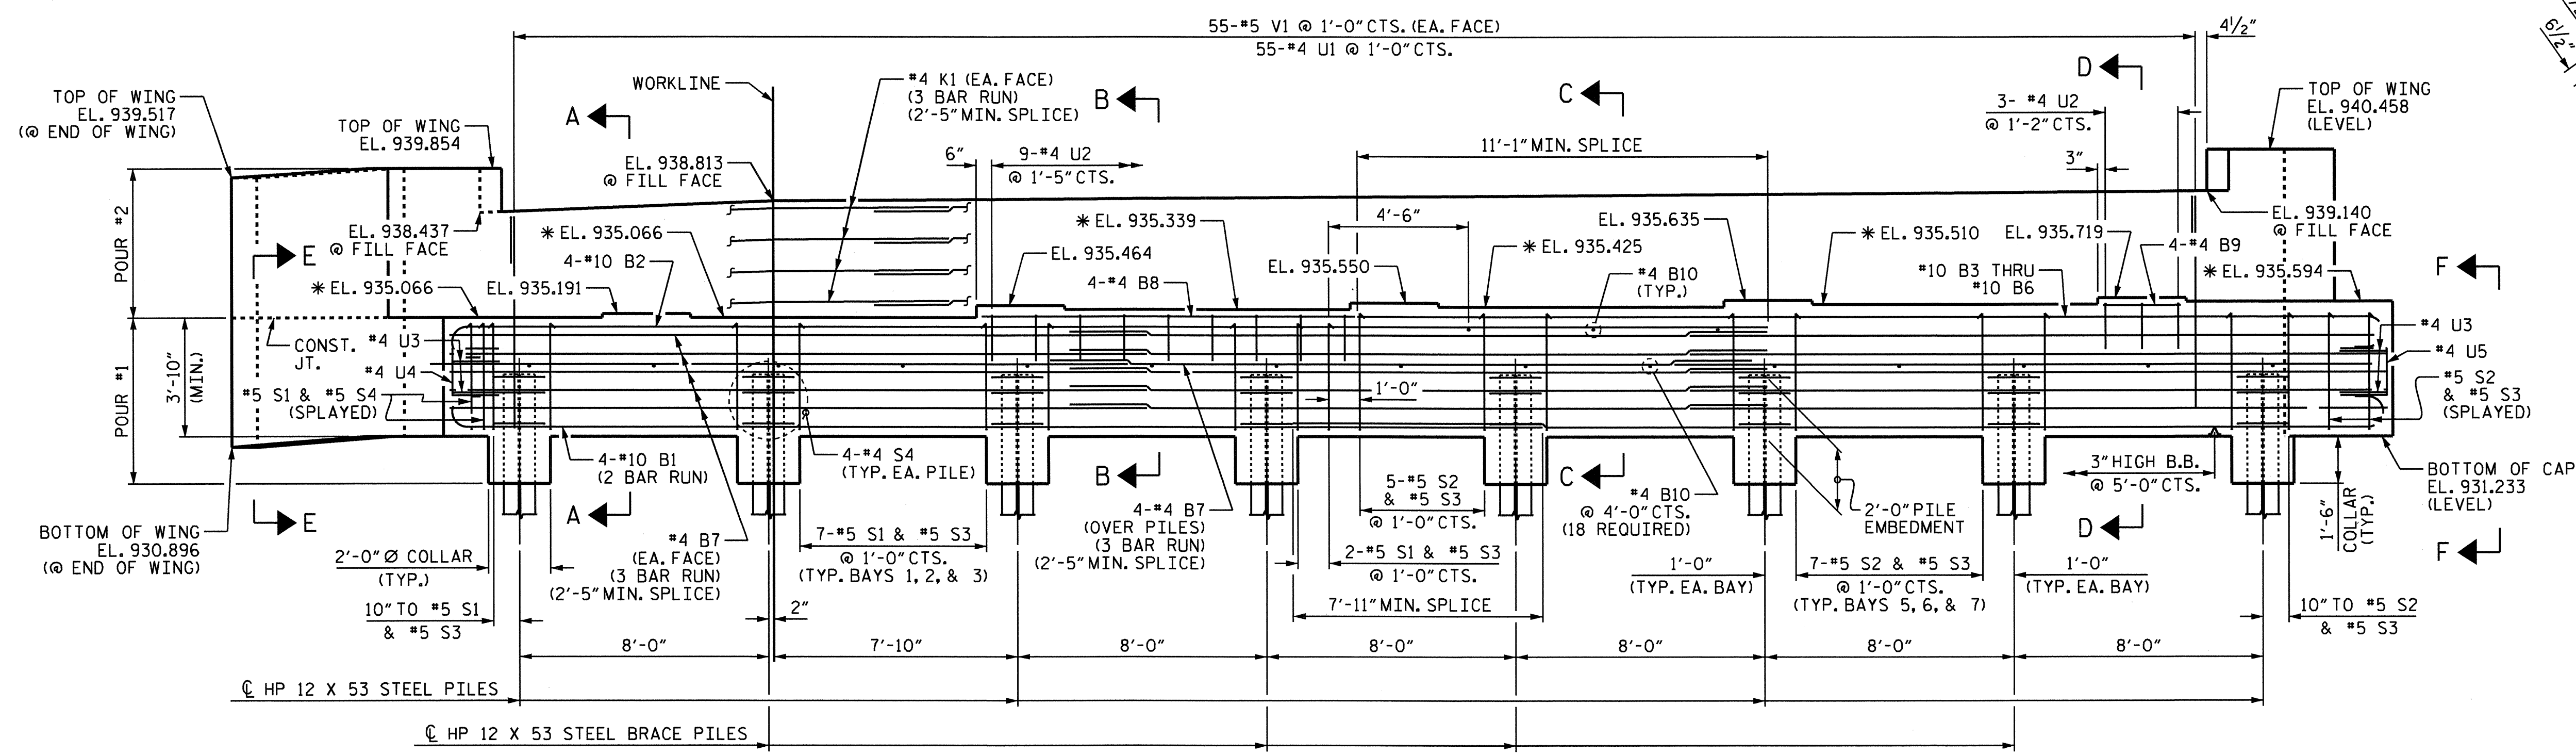 55-#5 V1 @ 1'-0" CTS. (EA. FACE)
55-#4 U1 @ 1'-0" CTS.
4 1/2"
6 1/2"
WORKLINE
#4 K1 (EA. FACE)
(3 BAR RUN)
(2'-5" MIN. SPLICE)
A
B
C
D
TOP OF WING
EL. 939.517
(@ END OF WING)
TOP OF WING
EL. 939.854
EL. 938.813
@ FILL FACE
6"
9-#4 U2
@ 1'-5" CTS.
11'-1" MIN. SPLICE
3- #4 U2
@ 1'-2" CTS.
3"
TOP OF WING
EL. 940.458
(LEVEL)
POUR #2
EL. 938.437
@ FILL FACE
E
* EL. 935.066
4-#10 B2
* EL. 935.066
EL. 935.191
* EL. 935.339
EL. 935.464
4-#4 B8
4'-6"
EL. 935.550
* EL. 935.425
#4 B10
(TYP.)
EL. 935.635
* EL. 935.510
EL. 935.719
4-#4 B9
#10 B3 THRU
#10 B6
EL. 939.140
@ FILL FACE
* EL. 935.594
F
POUR #1
3'-10"
(MIN.)
CONST.
JT.
#4 U3
#4 U4
#5 S1 & #5 S4
(SPLAYED)
1'-0"
#4 U3
#4 U5
#5 S2
& #5 S3
(SPLAYED)
4-#10 B1
(2 BAR RUN)
4-#4 S4
(TYP. EA. PILE)
B
C
3" HIGH B.B.
@ 5'-0" CTS.
BOTTOM OF CAP
EL. 931.233
(LEVEL)
BOTTOM OF WING
EL. 930.896
(@ END OF WING)
E
A
#4 B7
(EA. FACE)
(3 BAR RUN)
(2'-5" MIN. SPLICE)
7-#5 S1 & #5 S3
@ 1'-0" CTS.
(TYP. BAYS 1, 2, & 3)
4-#4 B7
(OVER PILES)
(3 BAR RUN)
(2'-5" MIN. SPLICE)
5-#5 S2
& #5 S3
@ 1'-0" CTS.
#4 B10
@ 4'-0" CTS.
(18 REQUIRED)
2'-0" PILE
EMBEDMENT
D
1'-6"
COLLAR
(TYP.)
F
2'-0" Ø COLLAR
(TYP.)
2-#5 S1 & #5 S3
@ 1'-0" CTS.
1'-0"
(TYP. EA. BAY)
7-#5 S2 & #5 S3
@ 1'-0" CTS.
(TYP. BAYS 5, 6, & 7)
1'-0"
(TYP. EA. BAY)
10" TO #5 S1
& #5 S3
2"
7'-11" MIN. SPLICE
10" TO #5 S2
& #5 S3
8'-0"
7'-10"
8'-0"
8'-0"
8'-0"
8'-0"
8'-0"
℄ HP 12 X 53 STEEL PILES
℄ HP 12 X 53 STEEL BRACE PILES